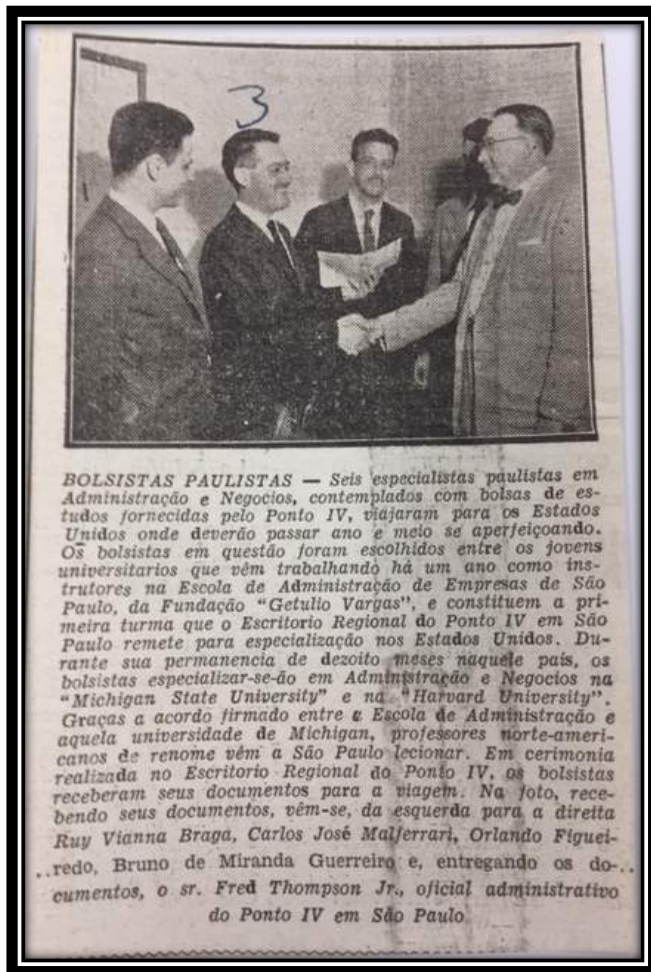 3
BOLSISTAS PAULISTAS — Seis especialistas paulistas em
Administração e Negocios, contemplados com bolsas de es-
tudos fornecidas pelo Ponto IV, viajaram para os Estados
Unidos onde deverão passar ano e meio se aperfeiçoando.
Os bolsistas em questão foram escolhidos entre os jovens
universitarios que vêm trabalhando há um ano como ins-
trutores na Escola de Administração de Empresas de São
Paulo, da Fundação "Getulio Vargas", e constituem a pri-
meira turma que o Escritorio Regional do Ponto IV em São
Paulo remete para especialização nos Estados Unidos. Du-
rante sua permanencia de dezoito meses naquele país, os
bolsistas especializar-se-ão em Administração e Negocios na
"Michigan State University" e na "Harvard University".
Graças a acordo firmado entre a Escola de Administração e
aquela universidade de Michigan, professores norte-ameri-
canos de renome vêm a São Paulo lecionar. Em cerimonia
realizada no Escritorio Regional do Ponto IV, os bolsistas
receberam seus documentos para a viagem. Na foto, rece-
bendo seus documentos, vêm-se, da esquerda para a direita
Ruy Vianna Braga, Carlos José Malferrari, Orlando Figuei-
..redo, Bruno de Miranda Guerreiro e, entregando os do-..
cumentos, o sr. Fred Thompson Jr., oficial administrativo
do Ponto IV em São Paulo